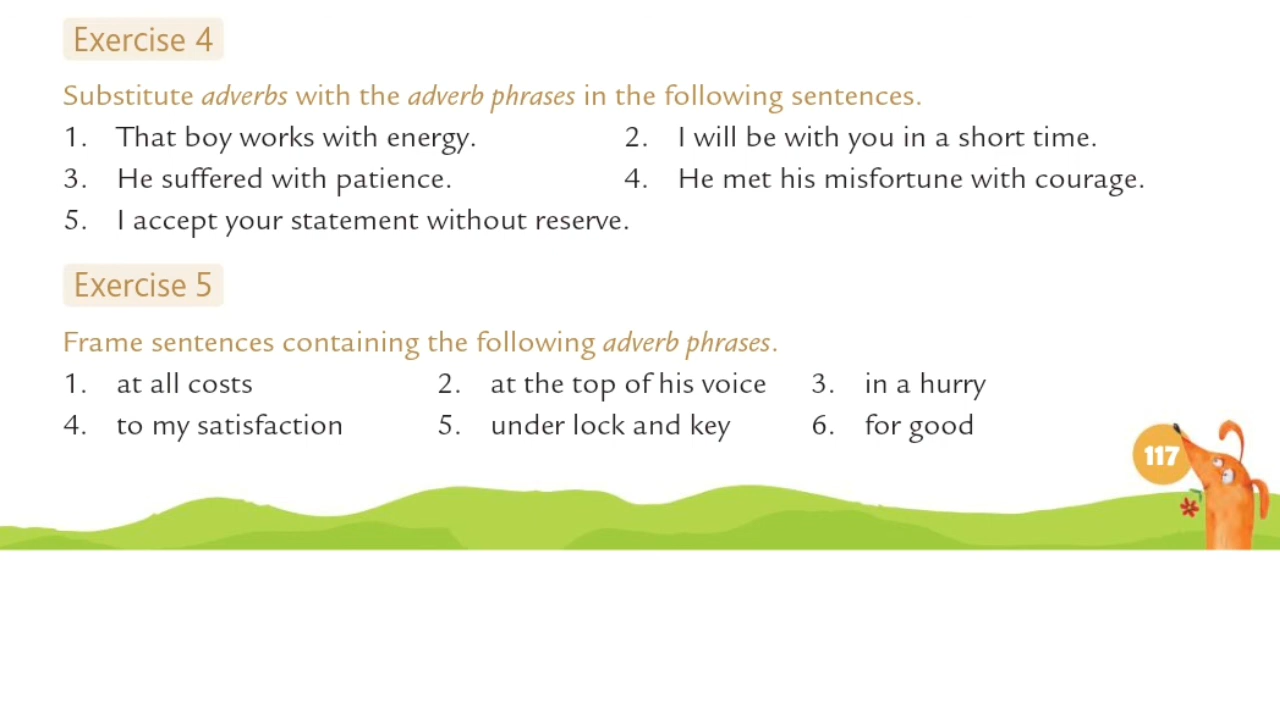 Exercise 4
Substitute adverbs with the adverb phrases in the following sentences.
1. That boy works with energy. 2. I will be with you in a short time.
3. He suffered with patience. 4. He met his misfortune with courage.
5. I accept your statement without reserve.
Exercise 5
Frame sentences containing the following adverb phrases.
1. at all costs 2. at the top of his voice 3. in a hurry
4. to my satisfaction 5. under lock and key 6. for good
117